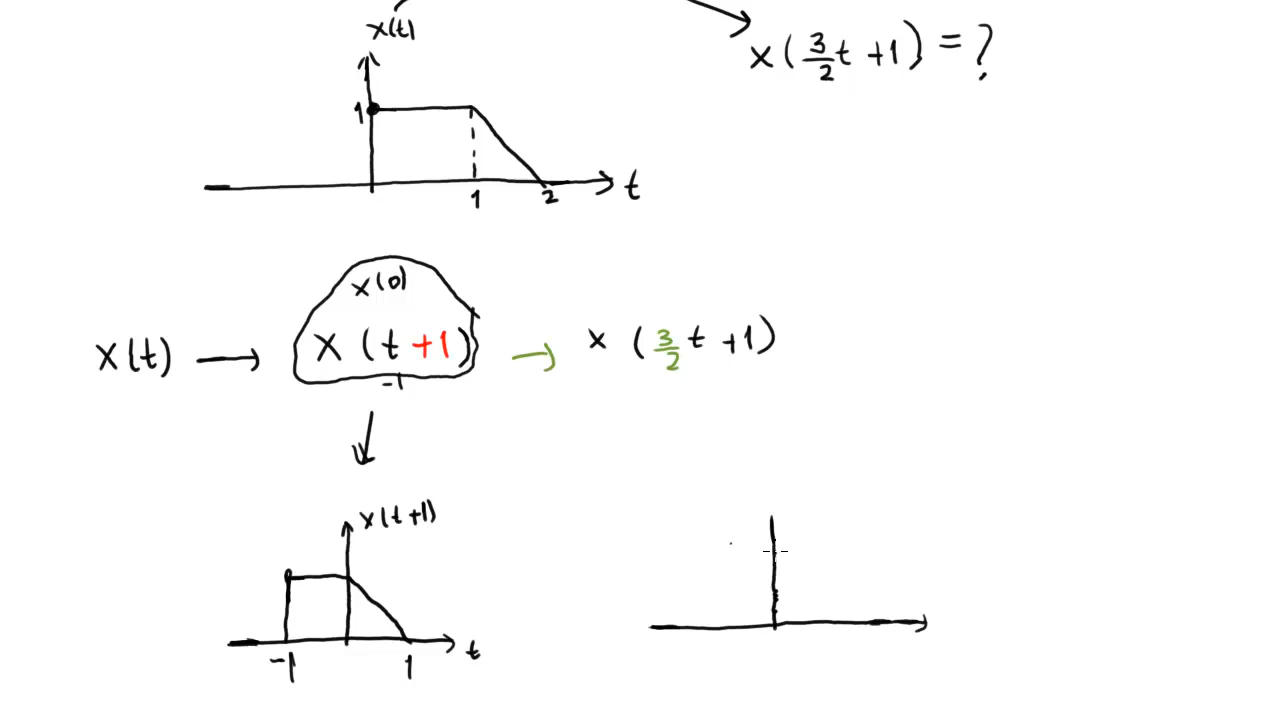 x(t)
x(3/2 t +1) = ?
1
1 2 t
x(0)
X(t) → X(t +1) → x(3/2 t +1)
-1
x(t+1)
-1 1 t